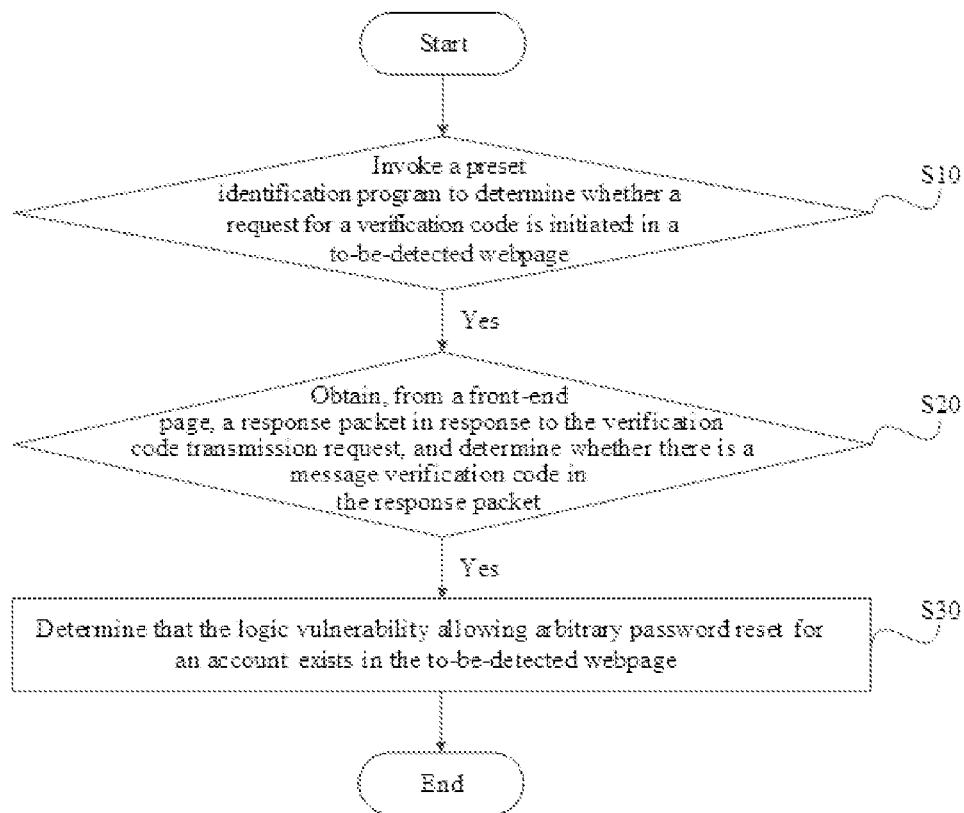 Start
Invoke a preset
identification program to determine whether a
request for a verification code is initiated in a
to-be-detected webpage
S10
Yes
Obtain, from a front-end
page, a response packet in response to the verification
code transmission request, and determine whether there is a
message verification code in
the response packet
S20
Yes
Determine that the logic vulnerability allowing arbitrary password reset for
an account exists in the to-be-detected webpage
S30
End